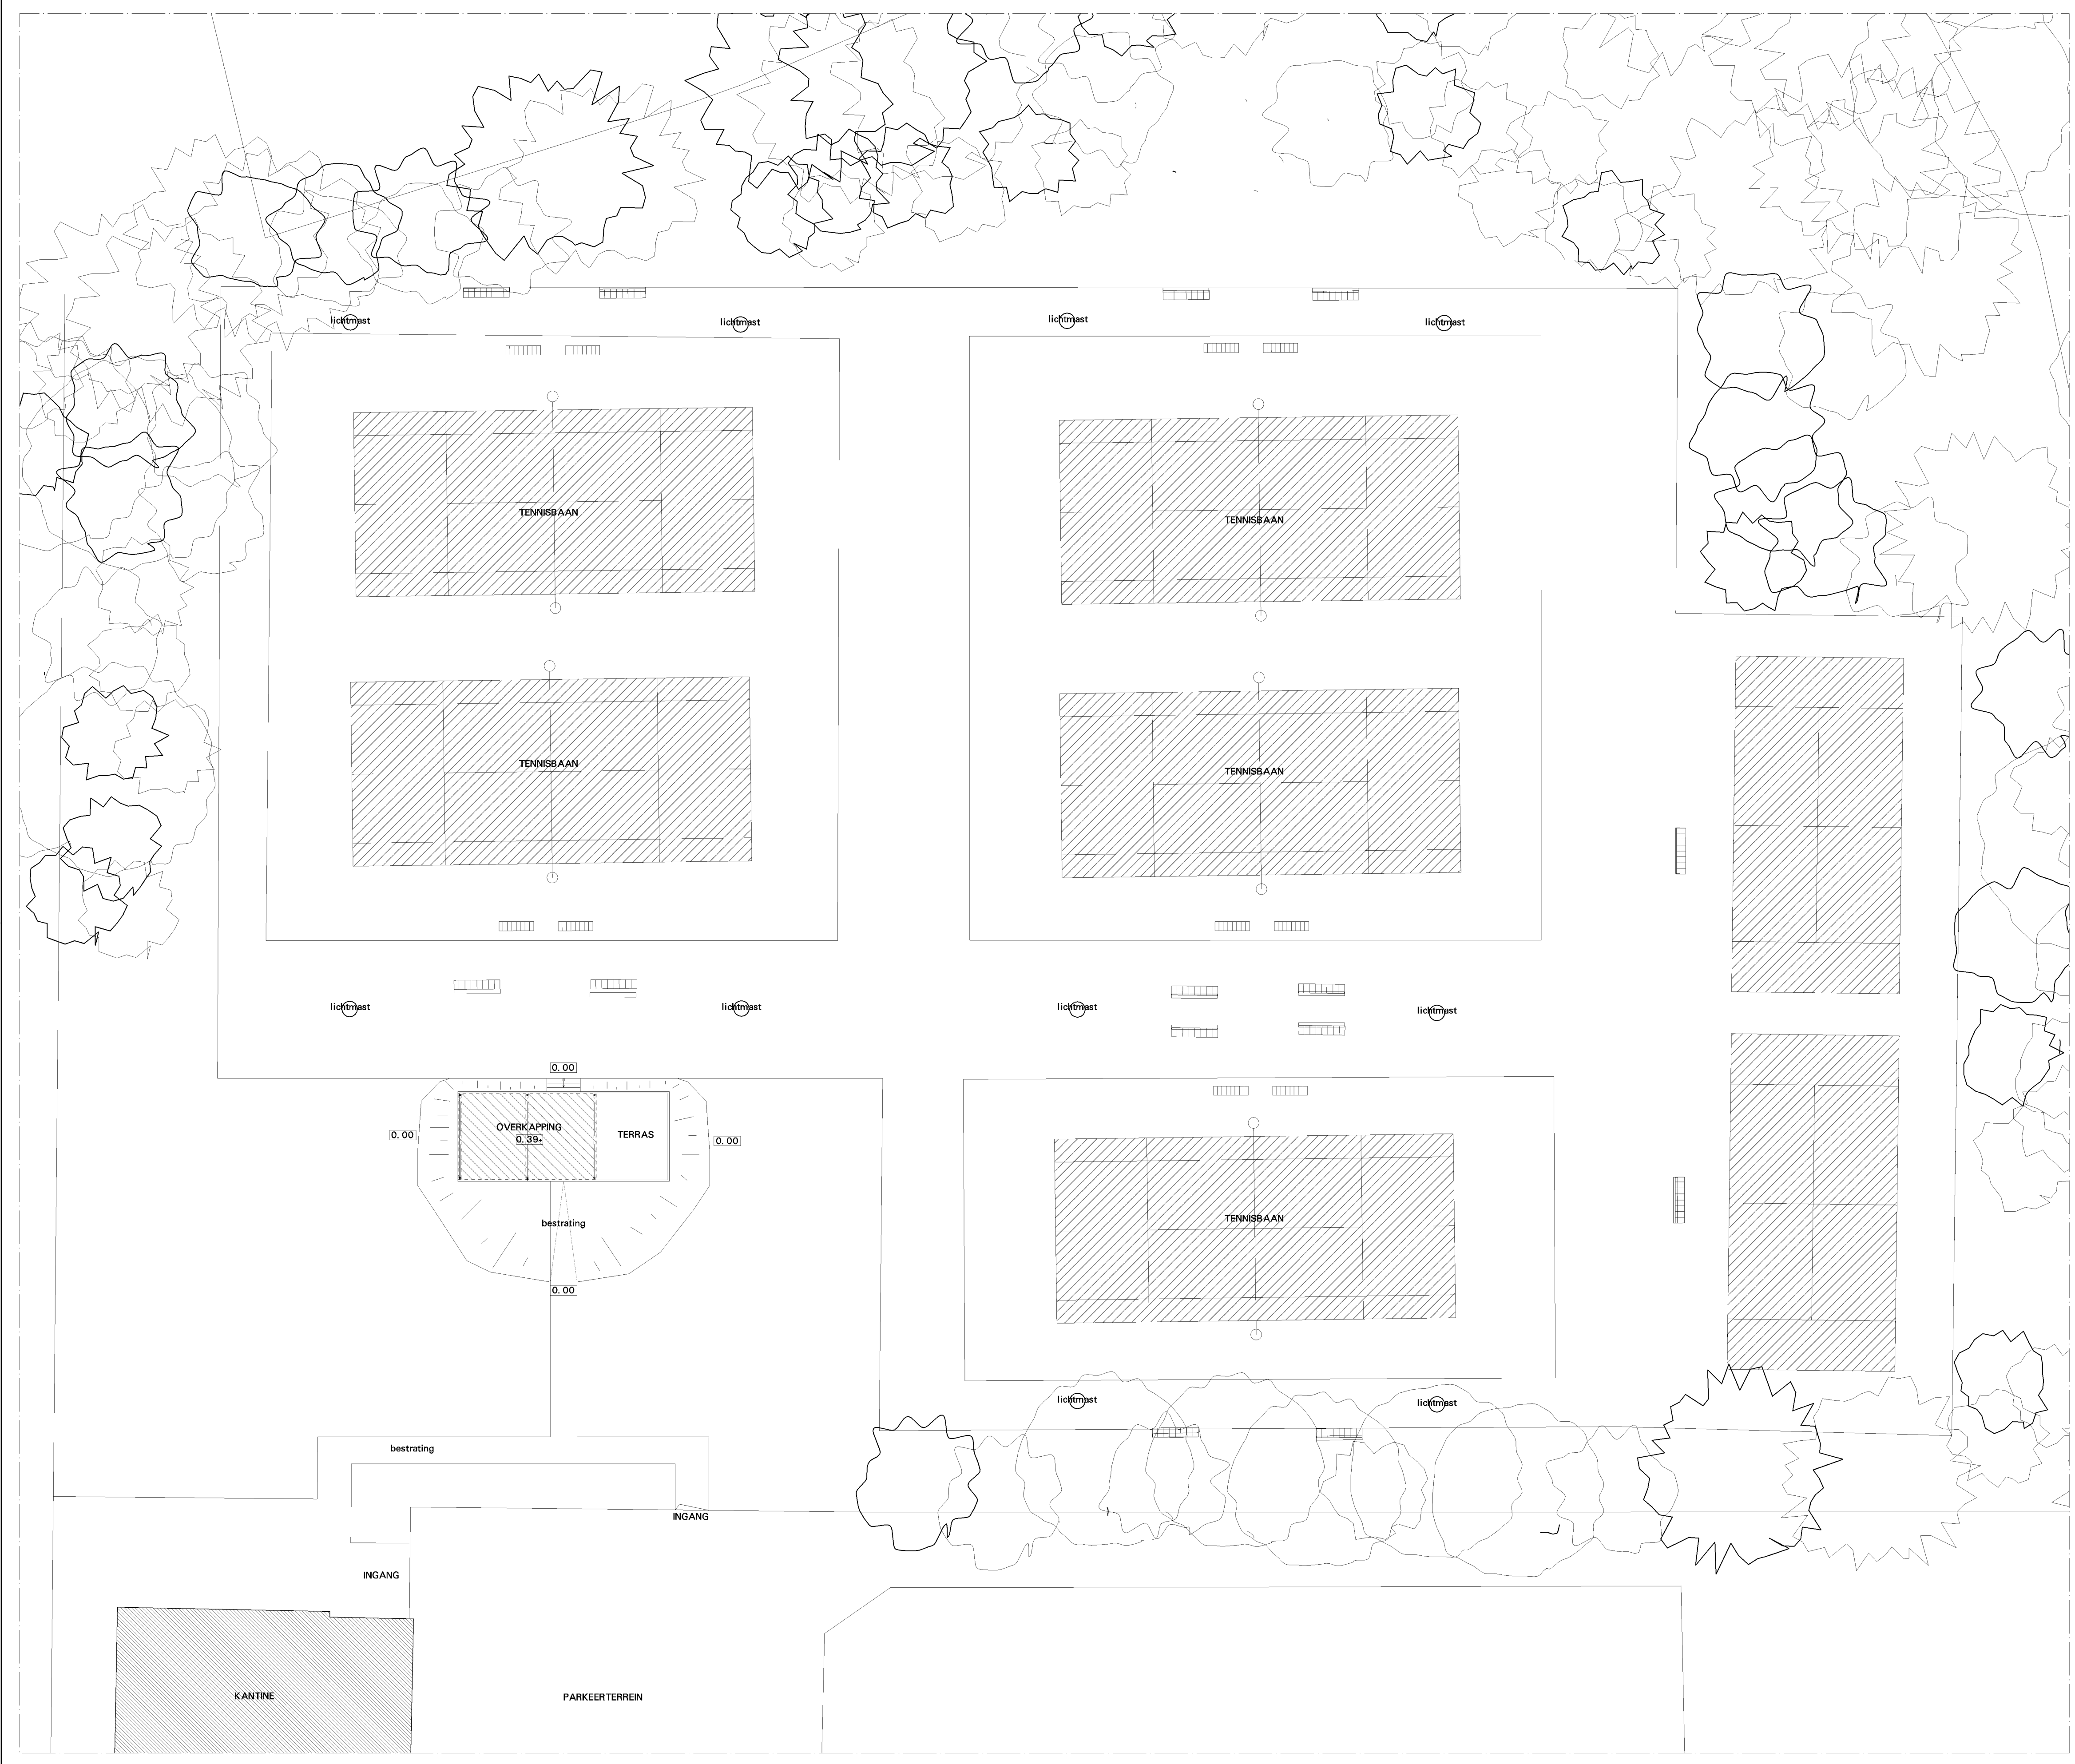 lichtmast
lichtmast
lichtmast
lichtmast
TENNISBAAN
TENNISBAAN
TENNISBAAN
TENNISBAAN
lichtmast
lichtmast
lichtmast
lichtmast
0.00
OVERKAPPING
0.39+
TERRAS
0.00
0.00
bestrating
TENNISBAAN
0.00
lichtmast
lichtmast
bestrating
INGANG
INGANG
KANTINE
PARKEERTERREIN